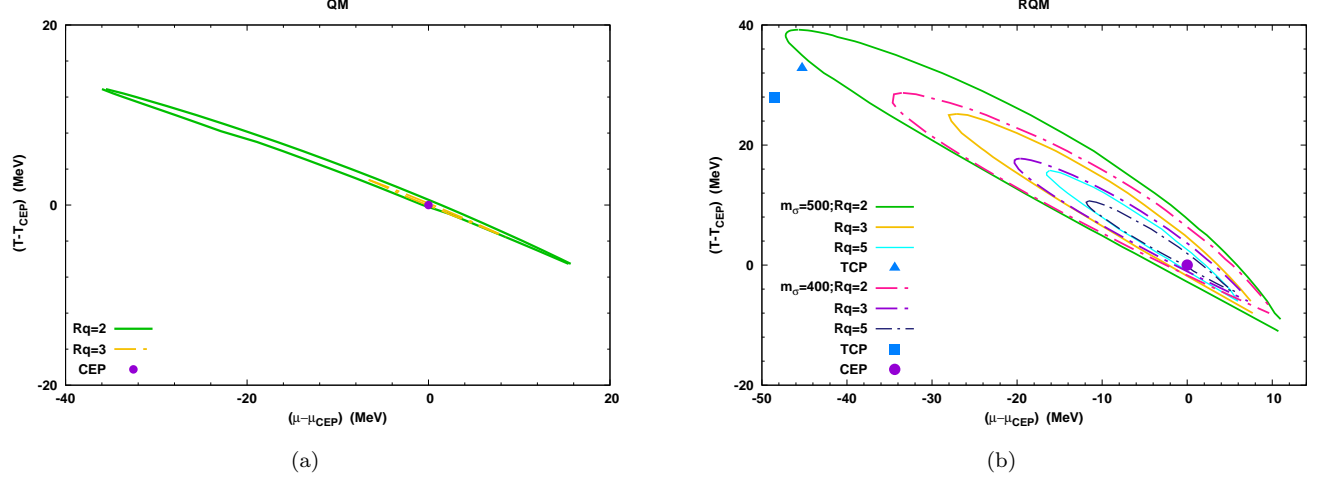 QM
20
0
-20
-40
-20
0
20
(T-T_CEP) (MeV)
(μ−μ_CEP) (MeV)
Rq=2
Rq=3
CEP
(a)
RQM
40
20
0
-20
-50
-40
-30
-20
-10
0
10
(T-T_CEP) (MeV)
(μ−μ_CEP) (MeV)
m_σ=500;Rq=2
Rq=3
Rq=5
TCP
m_σ=400;Rq=2
Rq=3
Rq=5
TCP
CEP
(b)